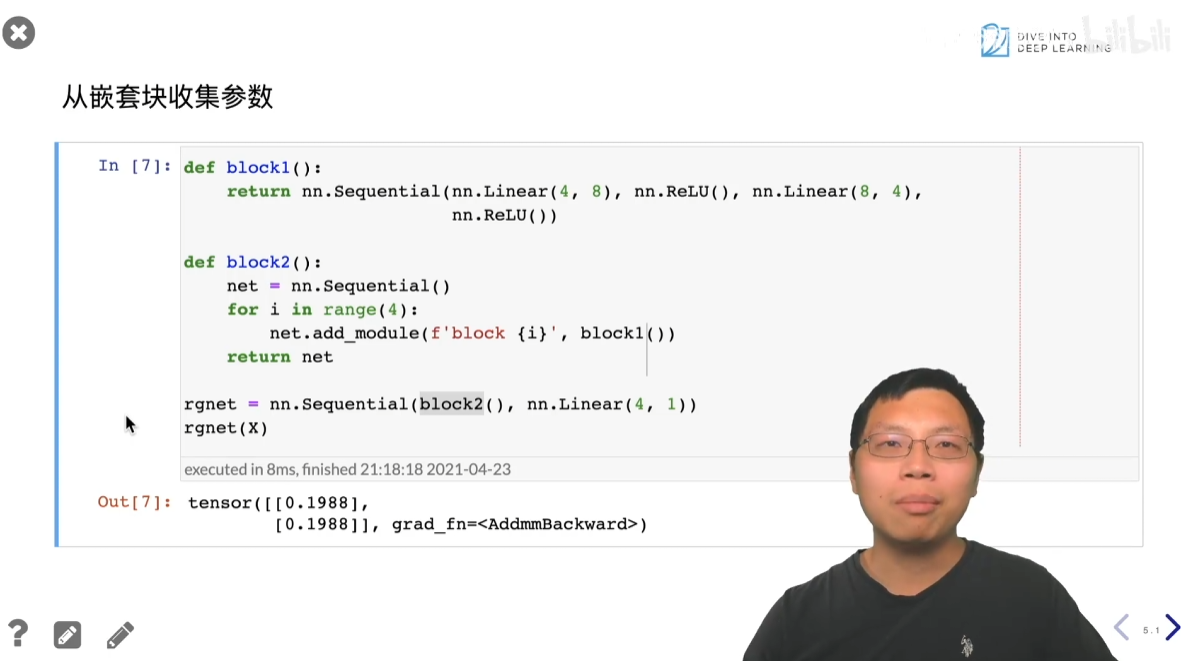 DIVE INTO
DEEP LEARNING
bilibili
从嵌套块收集参数
In [7]: def block1():
return nn.Sequential(nn.Linear(4, 8), nn.ReLU(), nn.Linear(8, 4),
nn.ReLU())
def block2():
net = nn.Sequential()
for i in range(4):
net.add_module(f'block {i}', block1())
return net
rgnet = nn.Sequential(block2(), nn.Linear(4, 1))
rgnet(X)
executed in 8ms, finished 21:18:18 2021-04-23
Out[7]: tensor([[0.1988],
[0.1988]], grad_fn=<AddmmBackward>)
?
5.1